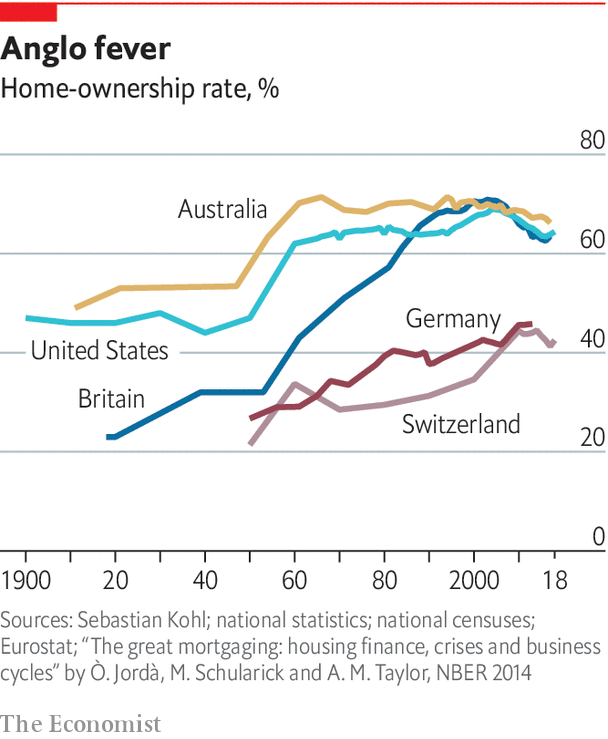 Anglo fever
Home-ownership rate, %
80
Australia
60
Germany
United States
40
Britain
Switzerland
20
0
1900 20 40 60 80 2000 18
Sources: Sebastian Kohl; national statistics; national censuses;
Eurostat; “The great mortgaging: housing finance, crises and business
cycles” by Ò. Jordà, M. Schularick and A. M. Taylor, NBER 2014
The Economist